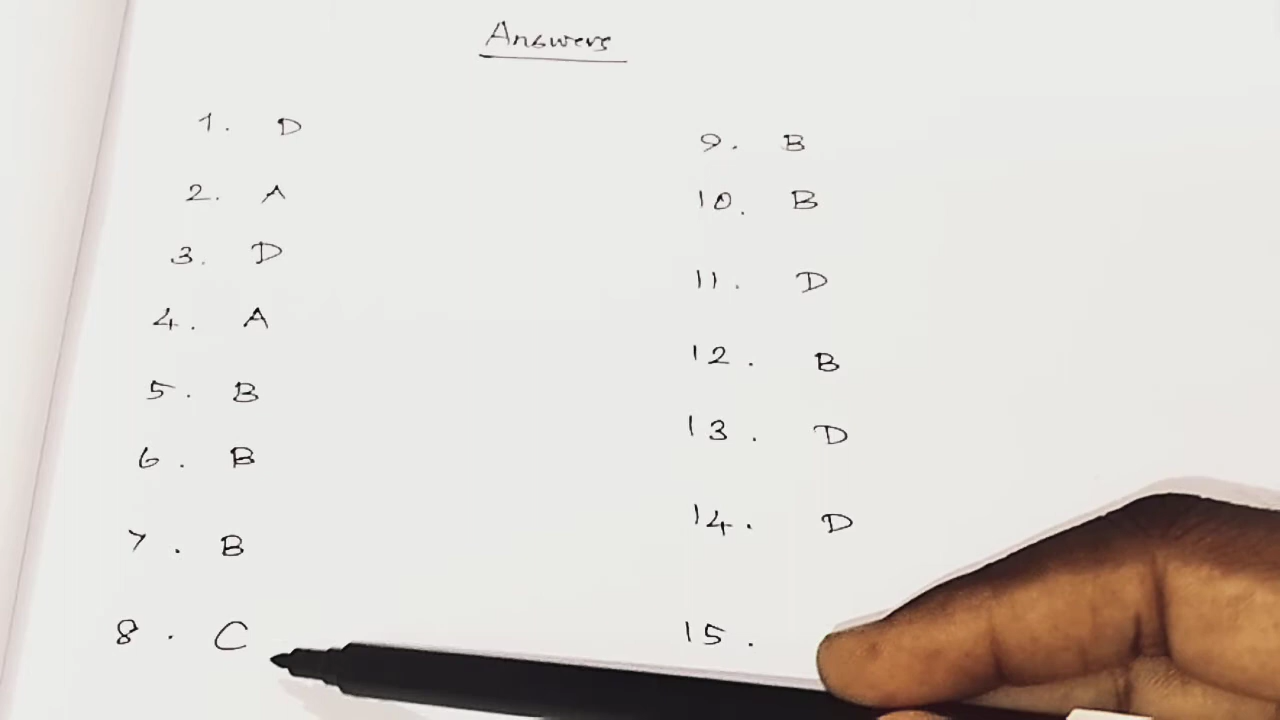 Answers
1. D
2. A
3. D
4. A
5. B
6. B
7. B
8. C
9. B
10. B
11. D
12. B
13. D
14. D
15.